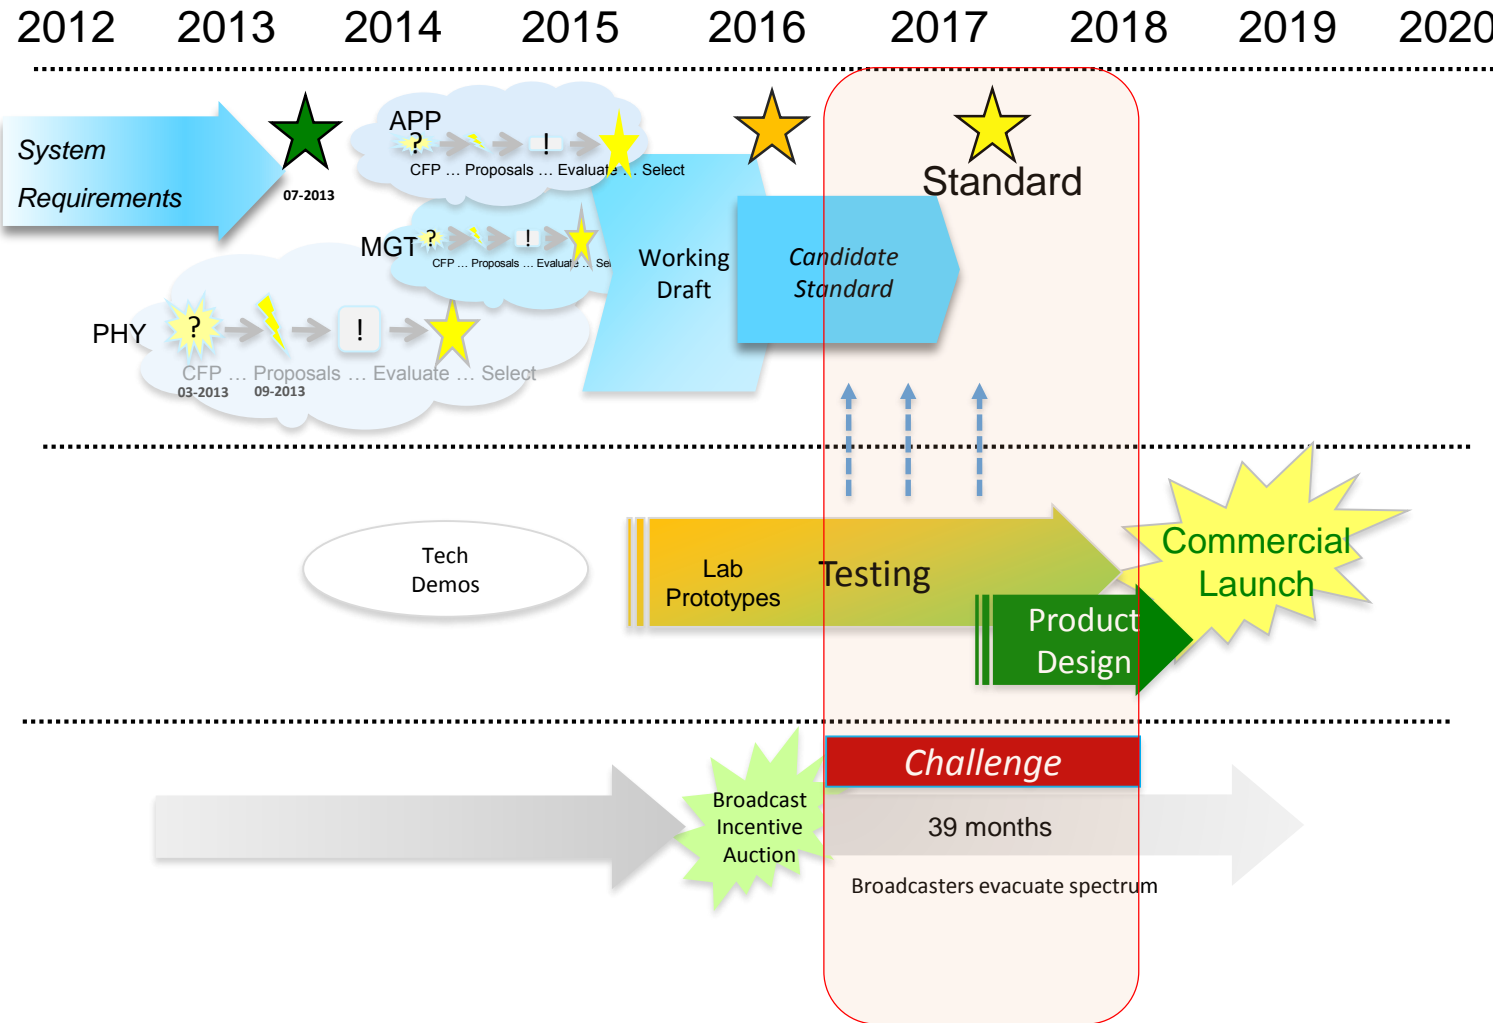 2012 2013 2014 2015 2016 2017 2018 2019 2020
System
Requirements
07-2013
APP
?
!
CFP ... Proposals ... Evaluate ... Select
MGT
?
!
CFP ... Proposals ... Evaluate ... Sel
PHY
?
!
CFP ... Proposals ... Evaluate ... Select
03-2013 09-2013
Working
Draft
Candidate
Standard
Standard
Tech
Demos
Lab
Prototypes
Testing
Product
Design
Commercial
Launch
Challenge
Broadcast
Incentive
Auction
39 months
Broadcasters evacuate spectrum